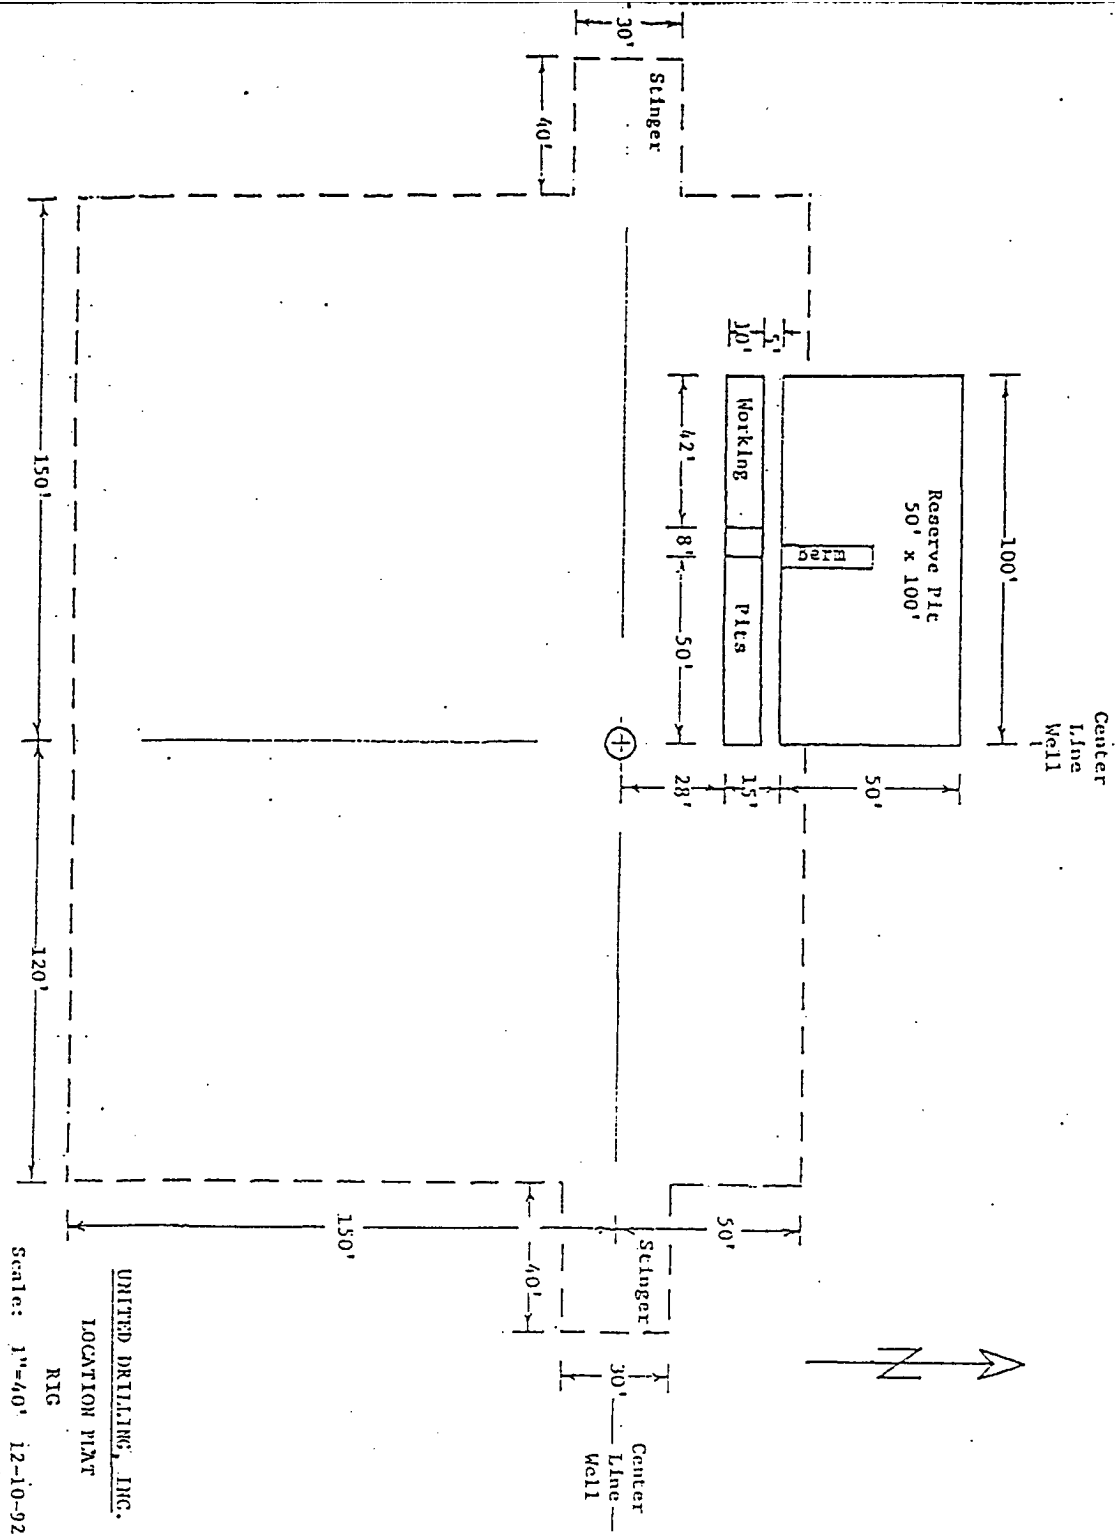 Center
Line
Well
100'
Reserve Pit
50' x 100'
Berm
50'
15'
28'
5'
10'
Working
Pits
42'
8'
50'
30'
Stinger
40'
50'
Stinger
150'
40'
30'
Center
Line
Well
N
150'
120'
UNITED DRILLING, INC.
LOCATION PLAT
RIG
Scale: 1"=40' 12-10-92